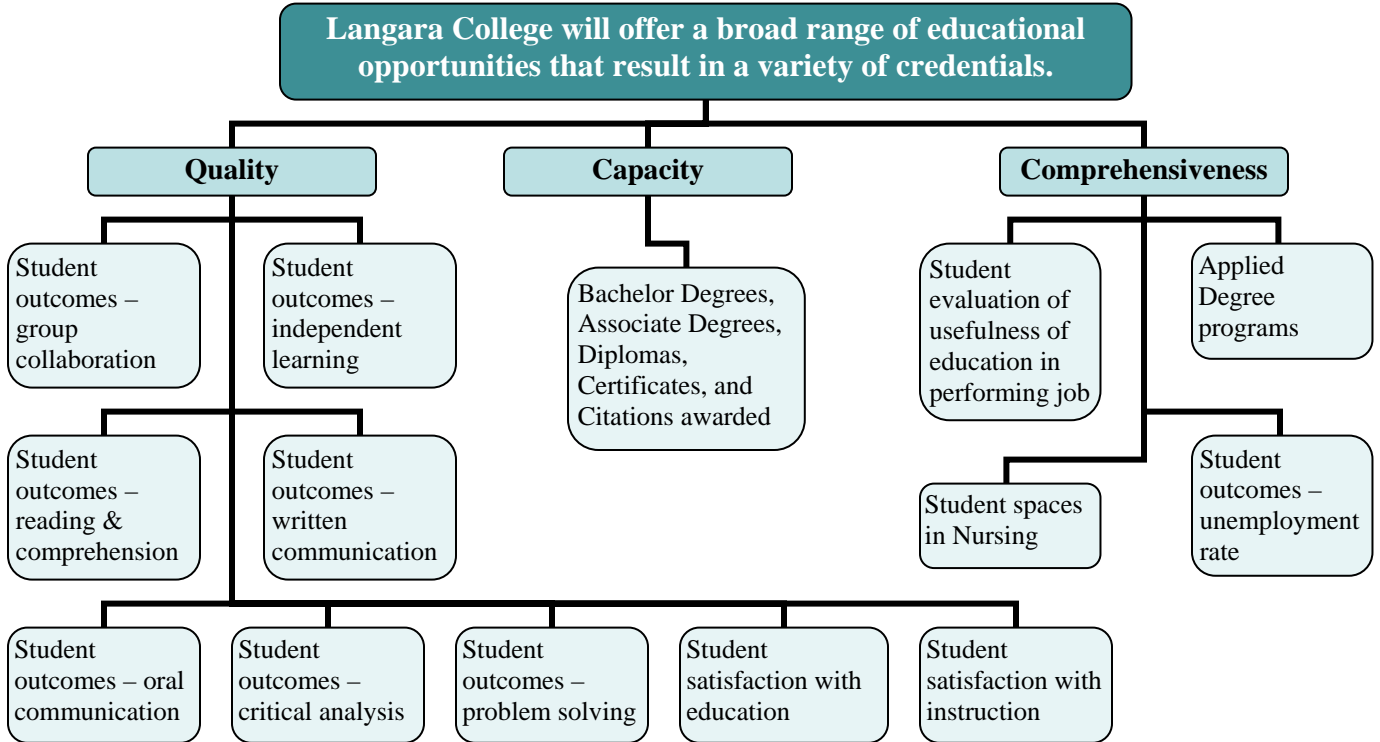 Langara College will offer a broad range of educational
opportunities that result in a variety of credentials.
Quality
Capacity
Comprehensiveness
Student
outcomes –
group
collaboration
Student
outcomes –
independent
learning
Bachelor Degrees,
Associate Degrees,
Diplomas,
Certificates, and
Citations awarded
Student
evaluation of
usefulness of
education in
performing job
Applied
Degree
programs
Student
outcomes –
reading &
comprehension
Student
outcomes –
written
communication
Student spaces
in Nursing
Student
outcomes –
unemployment
rate
Student
outcomes – oral
communication
Student
outcomes –
critical analysis
Student
outcomes –
problem solving
Student
satisfaction with
education
Student
satisfaction with
instruction